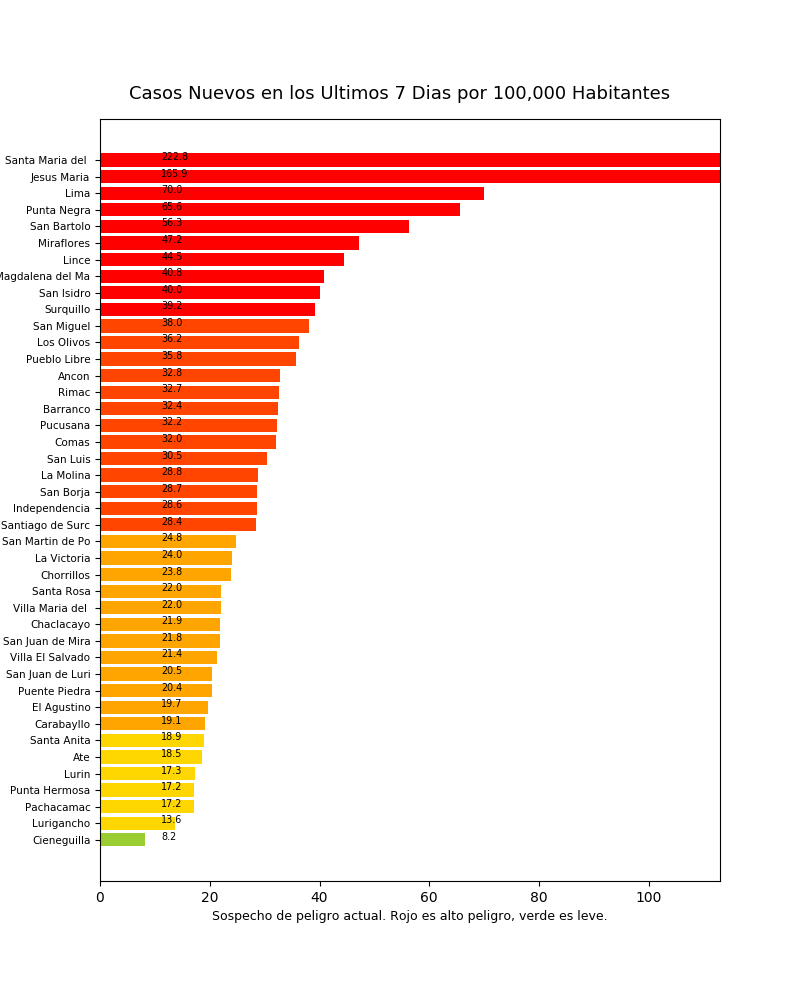 Casos Nuevos en los Ultimos 7 Dias por 100,000 Habitantes
Santa Maria del 222.8
Jesus Maria 165.9
Lima 70.0
Punta Negra 65.6
San Bartolo 56.3
Miraflores 47.2
Lince 44.5
Magdalena del Ma 40.8
San Isidro 40.0
Surquillo 39.2
San Miguel 38.0
Los Olivos 36.2
Pueblo Libre 35.8
Ancon 32.8
Rimac 32.7
Barranco 32.4
Pucusana 32.2
Comas 32.0
San Luis 30.5
La Molina 28.8
San Borja 28.7
Independencia 28.6
Santiago de Surc 28.4
San Martin de Po 24.8
La Victoria 24.0
Chorrillos 23.8
Santa Rosa 22.0
Villa Maria del 22.0
Chaclacayo 21.9
San Juan de Mira 21.8
Villa El Salvado 21.4
San Juan de Luri 20.5
Puente Piedra 20.4
El Agustino 19.7
Carabayllo 19.1
Santa Anita 18.9
Ate 18.5
Lurin 17.3
Punta Hermosa 17.2
Pachacamac 17.2
Lurigancho 13.6
Cieneguilla 8.2
0 20 40 60 80 100
Sospecho de peligro actual. Rojo es alto peligro, verde es leve.